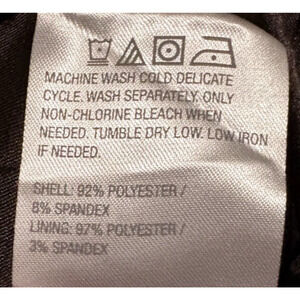 MACHINE WASH COLD DELICATE
CYCLE. WASH SEPARATELY. ONLY
NON-CHLORINE BLEACH WHEN
NEEDED. TUMBLE DRY LOW. LOW IRON
IF NEEDED.
SHELL: 92% POLYESTER /
8% SPANDEX
LINING: 97% POLYESTER /
3% SPANDEX